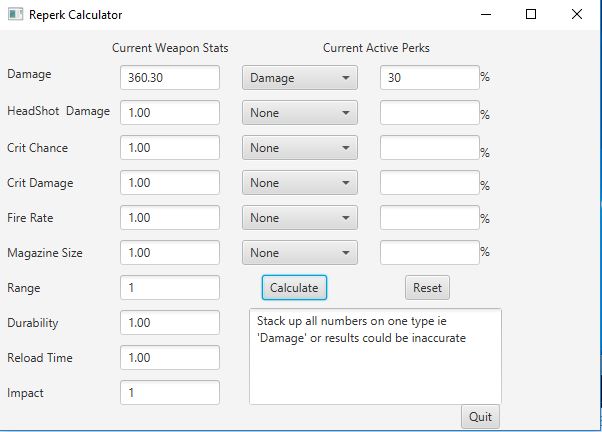 Reperk Calculator
Current Weapon Stats Current Active Perks
Damage 360.30 Damage 30 %
HeadShot  Damage 1.00 None %
Crit Chance 1.00 None %
Crit Damage 1.00 None %
Fire Rate 1.00 None %
Magazine Size 1.00 None %
Range 1 Calculate Reset
Durability 1.00
Stack up all numbers on one type ie
'Damage' or results could be inaccurate
Reload Time 1.00
Impact 1
Quit